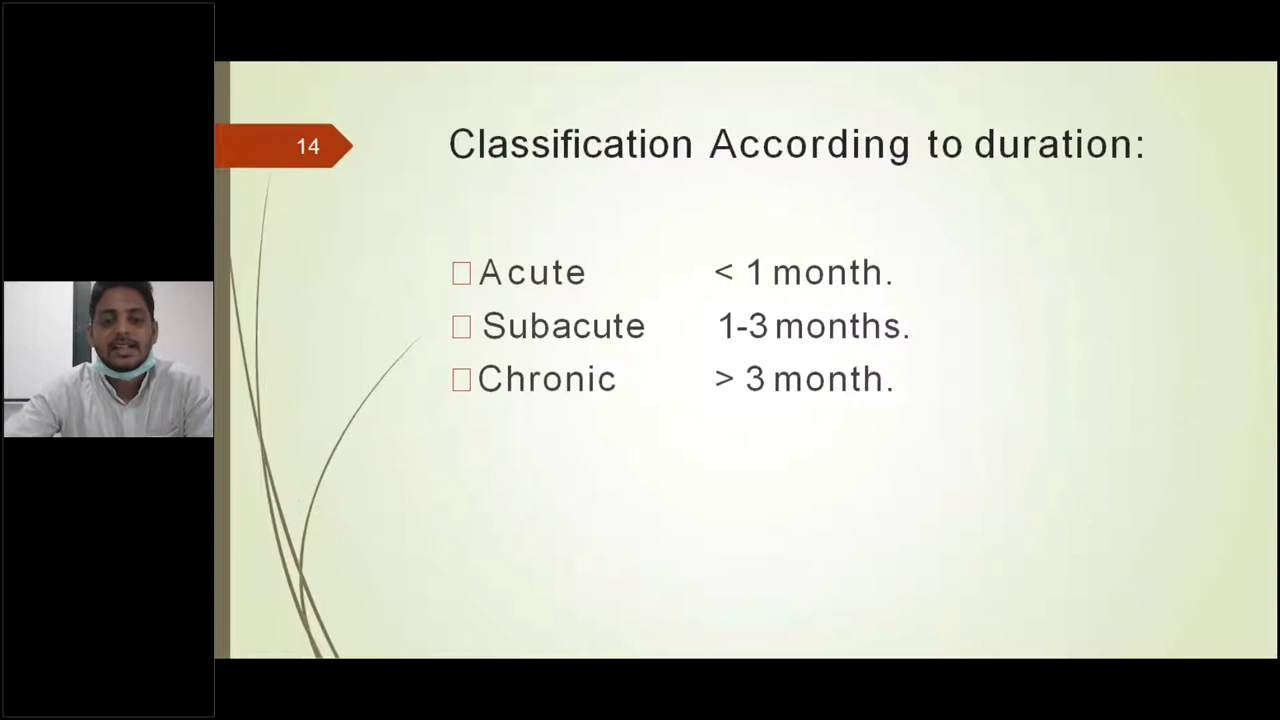 14
Classification According to duration:
Acute < 1 month.
Subacute 1-3 months.
Chronic > 3 month.